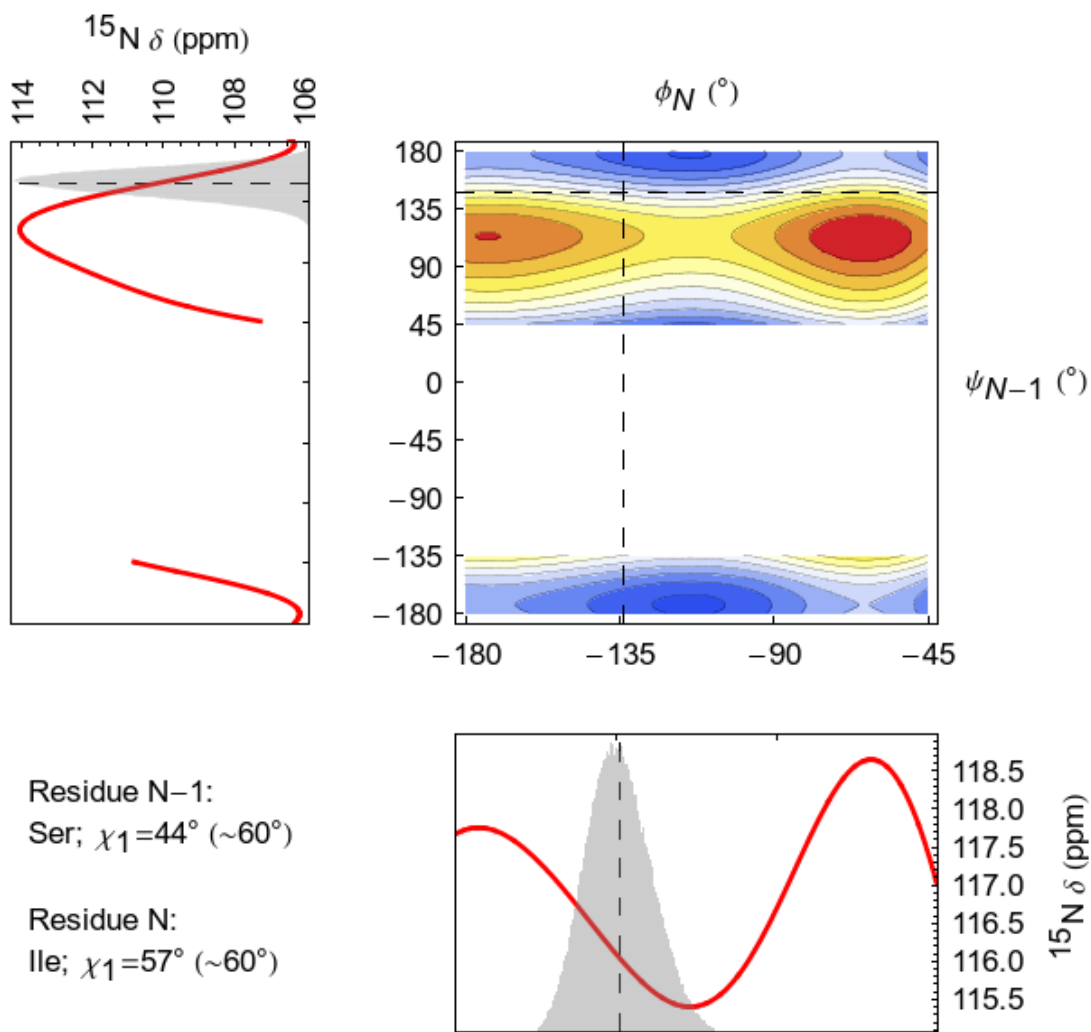 15N δ (ppm)
114 112 110 108 106
ϕN (°)
180
135
90
45
0
−45
−90
−135
−180
ψN−1 (°)
−180 −135 −90 −45
118.5
118.0
117.5
117.0
116.5
116.0
115.5
15N δ (ppm)
Residue N−1:
Ser; χ1=44° (~60°)
Residue N:
Ile; χ1=57° (~60°)